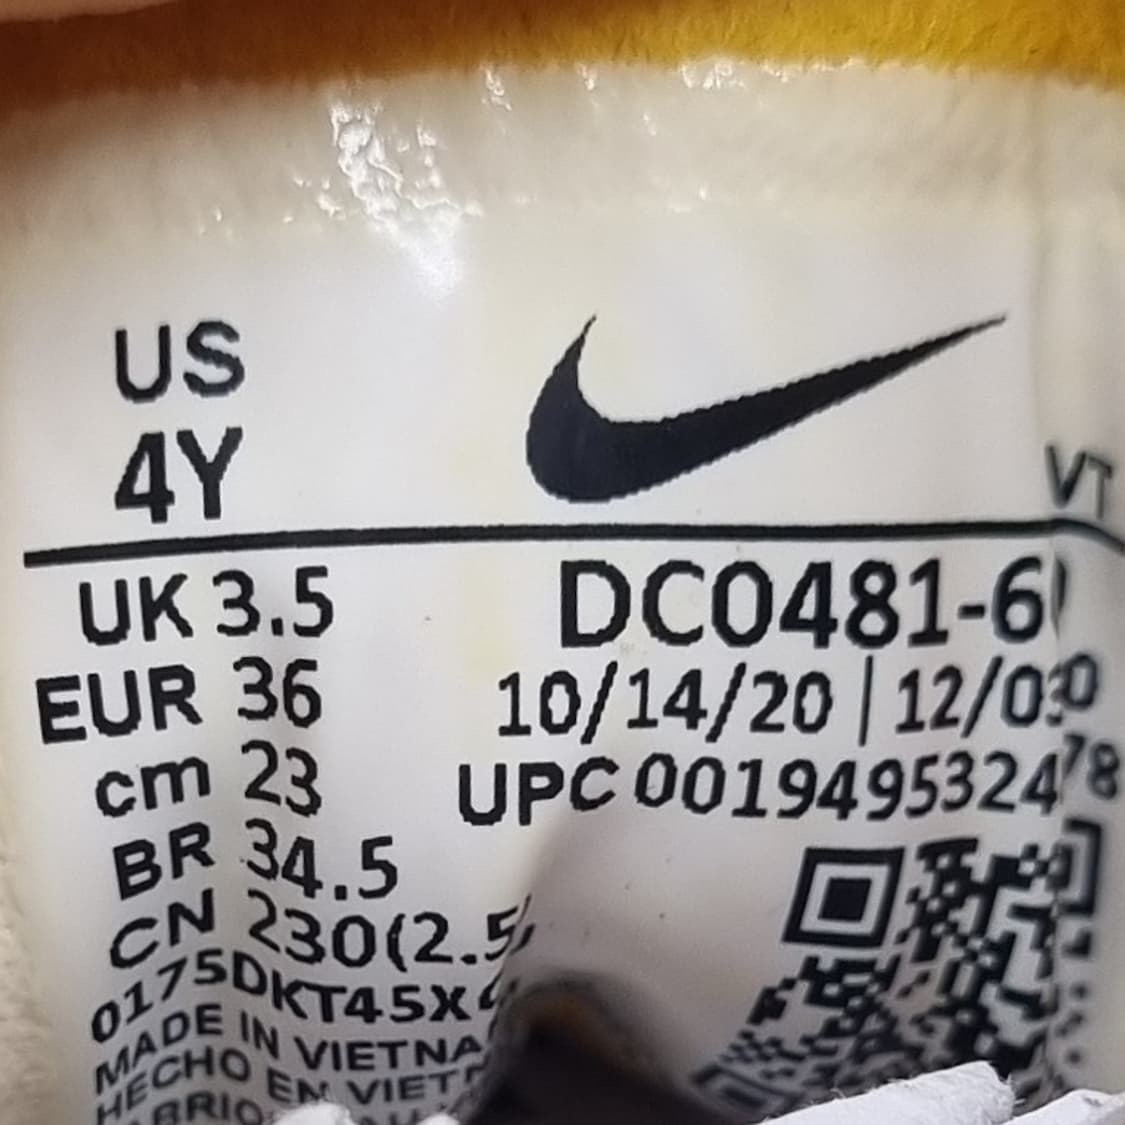 US
4Y
VT
UK 3.5
EUR 36
cm 23
BR 34.5
CN 230(2.5
DC0481-6
10/14/20 | 12/0
UPC 0019495324
0175DKT45X
MADE IN VIETNA
HECHO EN VIET